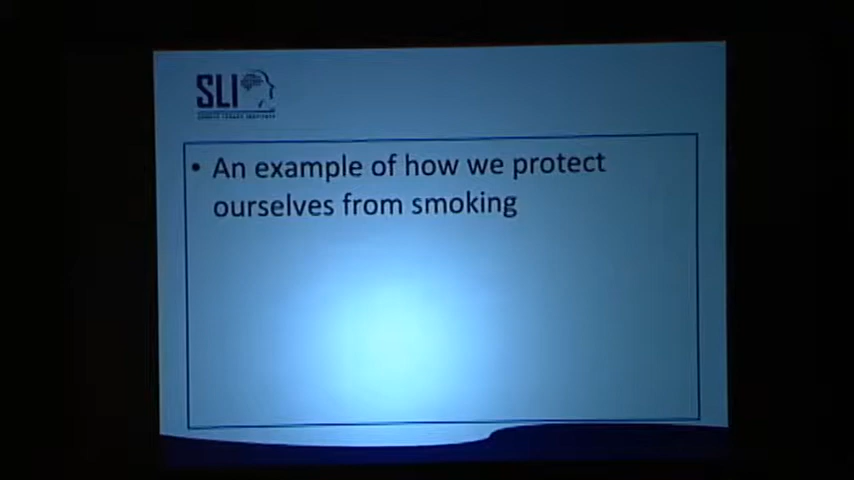 SLI
• An example of how we protect
ourselves from smoking